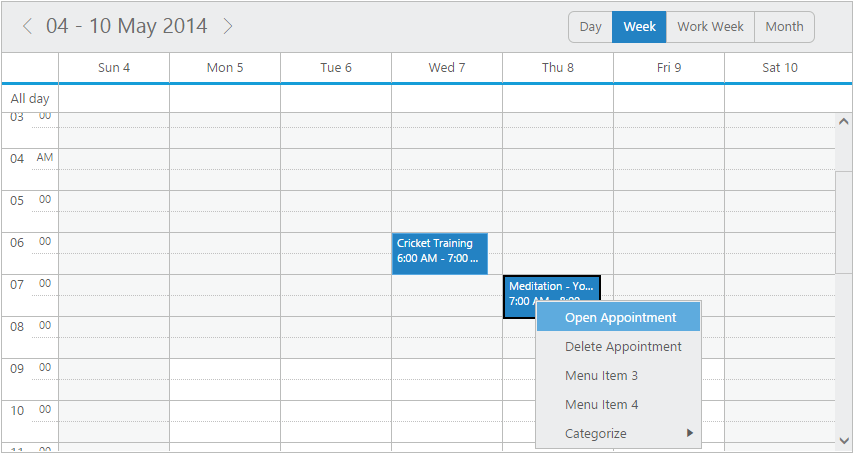 04 - 10 May 2014
Day Week Work Week Month
Sun 4 Mon 5 Tue 6 Wed 7 Thu 8 Fri 9 Sat 10
All day
03 00
04 AM
05 00
06 00
Cricket Training
6:00 AM - 7:00 ...
07 00
Meditation - Yo...
7:00 AM - 8:00
08 00
Open Appointment
Delete Appointment
09 00
Menu Item 3
10 00
Menu Item 4
Categorize
11 00